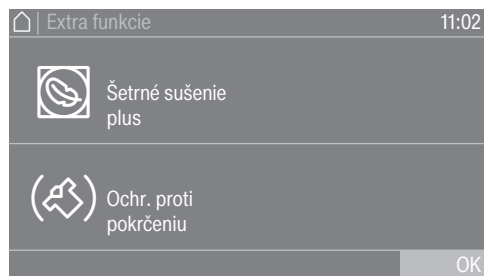 Extra funkcie 11:02
Šetrné sušenie
plus
Ochr. proti
pokrčeniu
OK